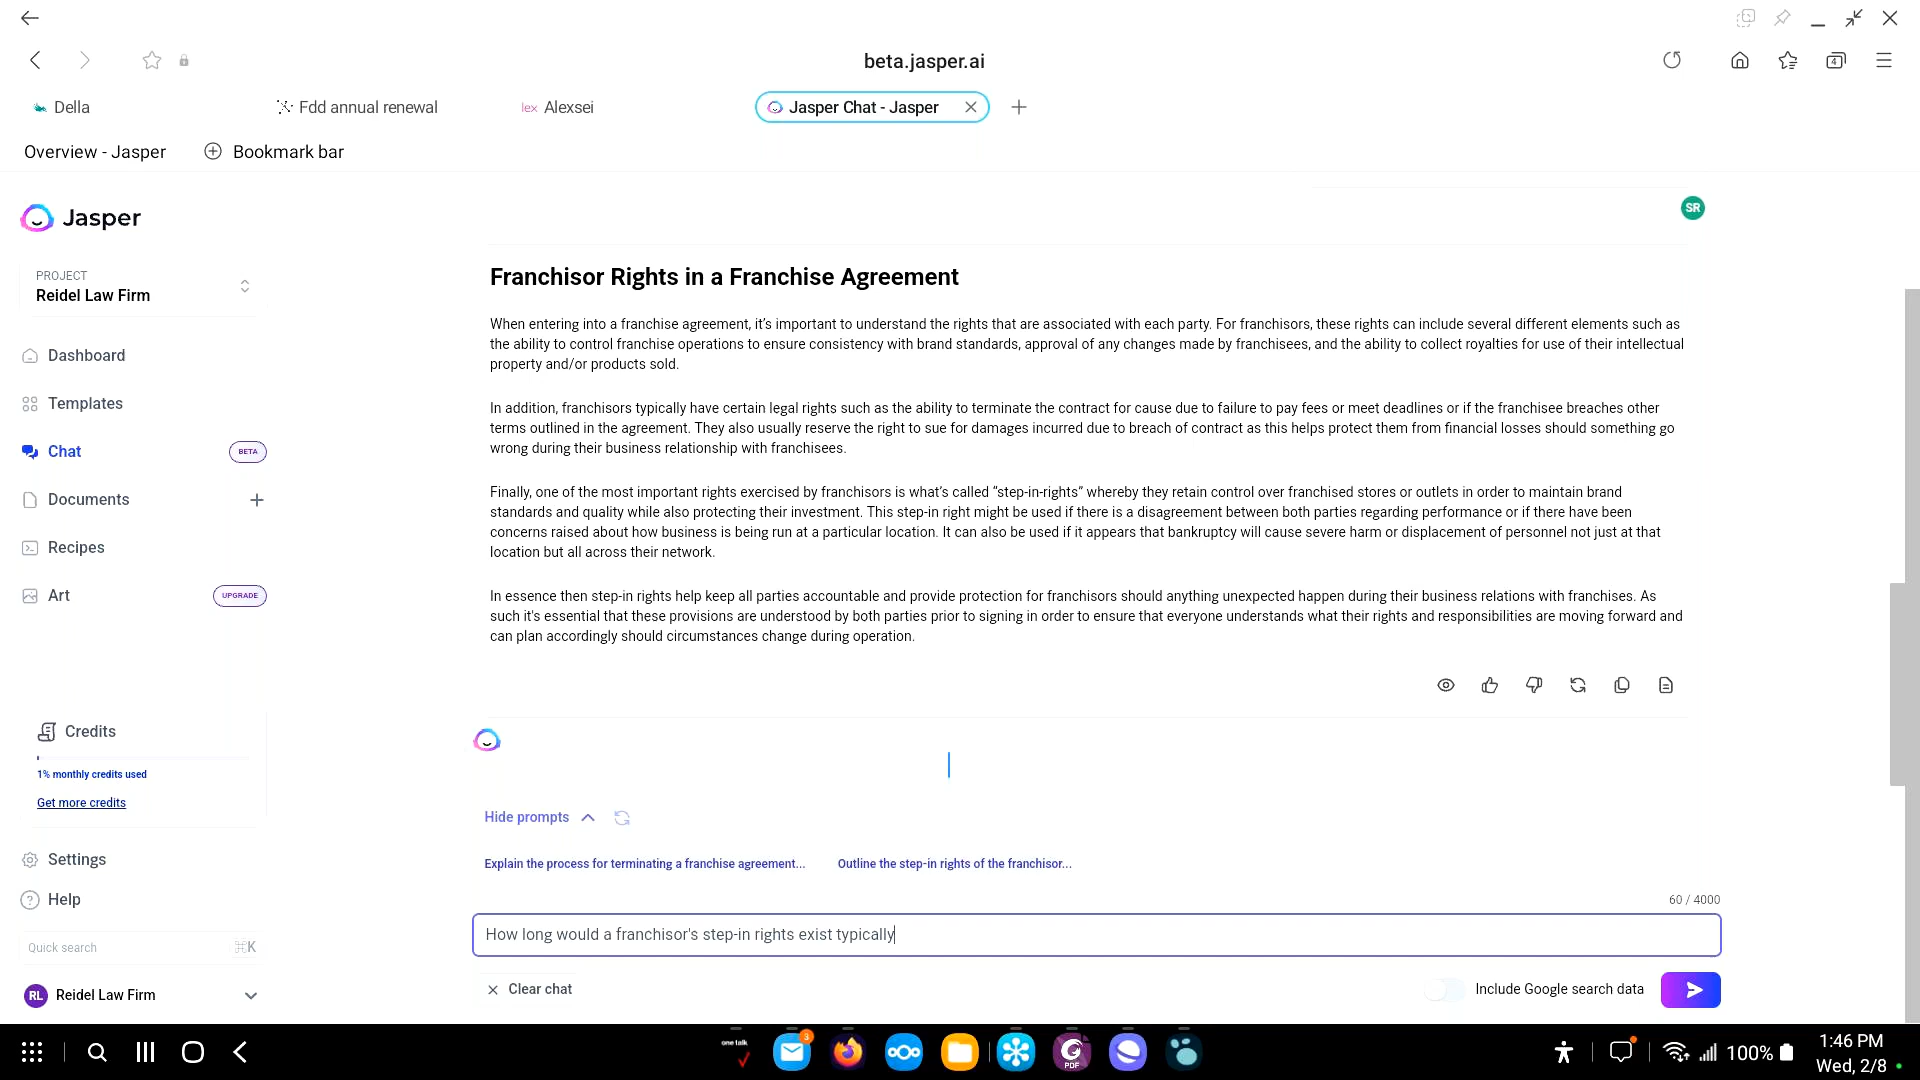 beta.jasper.ai
4
Della
Fdd annual renewal
lex Alexsei
Jasper Chat - Jasper
Overview - Jasper
Bookmark bar
Jasper
SR
PROJECT
Reidel Law Firm
Dashboard
Templates
Chat
BETA
Documents
Recipes
Art
UPGRADE
Credits
1% monthly credits used
Get more credits
Settings
Help
Quick search
⌘K
RL
Reidel Law Firm
Franchisor Rights in a Franchise Agreement
When entering into a franchise agreement, it's important to understand the rights that are associated with each party. For franchisors, these rights can include several different elements such as
the ability to control franchise operations to ensure consistency with brand standards, approval of any changes made by franchisees, and the ability to collect royalties for use of their intellectual
property and/or products sold.
In addition, franchisors typically have certain legal rights such as the ability to terminate the contract for cause due to failure to pay fees or meet deadlines or if the franchisee breaches other
terms outlined in the agreement. They also usually reserve the right to sue for damages incurred due to breach of contract as this helps protect them from financial losses should something go
wrong during their business relationship with franchisees.
Finally, one of the most important rights exercised by franchisors is what's called “step-in-rights” whereby they retain control over franchised stores or outlets in order to maintain brand
standards and quality while also protecting their investment. This step-in right might be used if there is a disagreement between both parties regarding performance or if there have been
concerns raised about how business is being run at a particular location. It can also be used if it appears that bankruptcy will cause severe harm or displacement of personnel not just at that
location but all across their network.
In essence then step-in rights help keep all parties accountable and provide protection for franchisors should anything unexpected happen during their business relations with franchises. As
such it's essential that these provisions are understood by both parties prior to signing in order to ensure that everyone understands what their rights and responsibilities are moving forward and
can plan accordingly should circumstances change during operation.
Hide prompts
Explain the process for terminating a franchise agreement...
Outline the step-in rights of the franchisor...
60 / 4000
How long would a franchisor's step-in rights exist typically
Clear chat
Include Google search data
one talk
3
PDF
100%
1:46 PM
Wed, 2/8